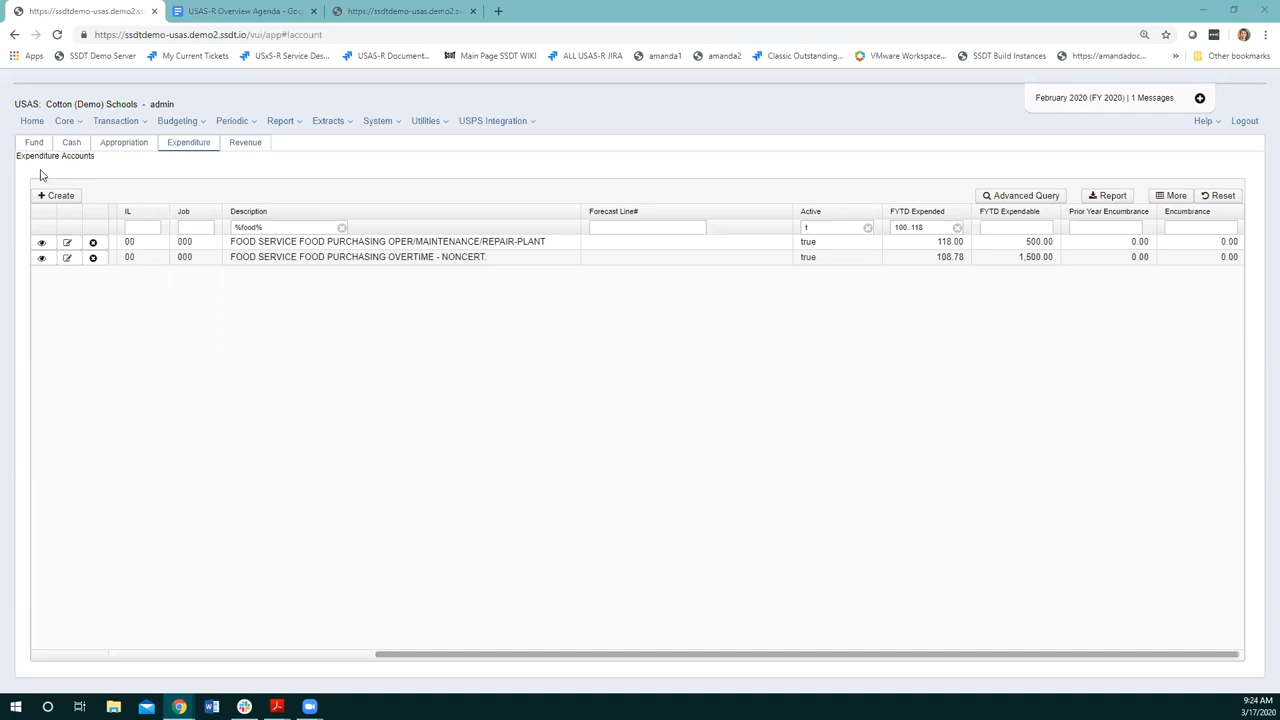 https://ssdtdemo-usas.demo2.ss
USAS-R Overview Agenda - Goo
https://ssdtdemo-usas.demo2.ss
https://ssdtdemo-usas.demo2.ssdt.io/vui/app#!account
Apps
SSDT Demo Server
My Current Tickets
USxS-R Service Des...
USAS-R Document...
Main Page SSDT WIKI
ALL USAS-R JIRA
amanda1
amanda2
Classic Outstanding...
VMware Workspace...
SSDT Build Instances
https://amandadoc...
»
Other bookmarks
USAS: Cotton (Demo) Schools - admin
February 2020 (FY 2020) | 1 Messages
Home Core Transaction Budgeting Periodic Report Extracts System Utilities USPS Integration Help Logout
Fund Cash Appropriation Expenditure Revenue
Expenditure Accounts
+ Create
Advanced Query Report More Reset
IL Job Description Forecast Line# Active FYTD Expended FYTD Expendable Prior Year Encumbrance Encumbrance
%food% t 100..118
00 000 FOOD SERVICE FOOD PURCHASING OPER/MAINTENANCE/REPAIR-PLANT true 118.00 500.00 0.00 0.00
00 000 FOOD SERVICE FOOD PURCHASING OVERTIME - NONCERT. true 108.78 1,500.00 0.00 0.00
9:24 AM
3/17/2020